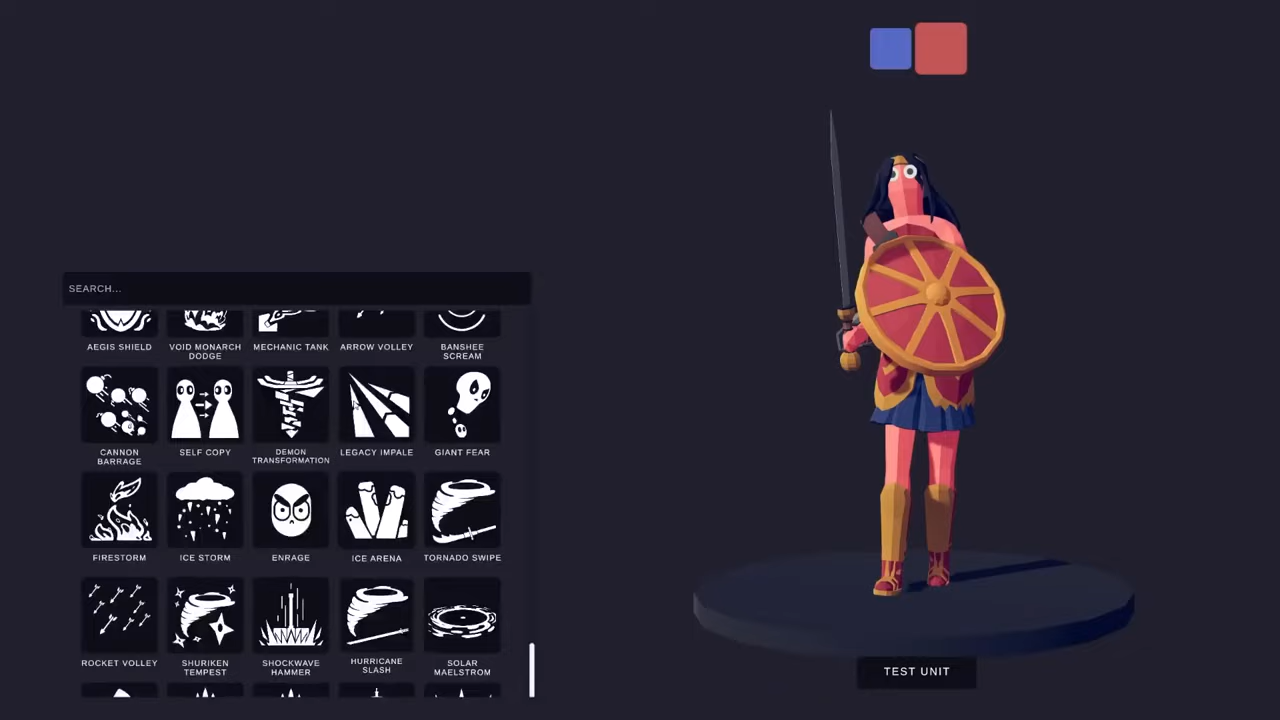 SEARCH...
AEGIS SHIELD
VOID MONARCH
DODGE
MECHANIC TANK
ARROW VOLLEY
BANSHEE
SCREAM
CANNON
BARRAGE
SELF COPY
DEMON
TRANSFORMATION
LEGACY IMPALE
GIANT FEAR
FIRESTORM
ICE STORM
ENRAGE
ICE ARENA
TORNADO SWIPE
ROCKET VOLLEY
SHURIKEN
TEMPEST
SHOCKWAVE
HAMMER
HURRICANE
SLASH
SOLAR
MAELSTROM
TEST UNIT